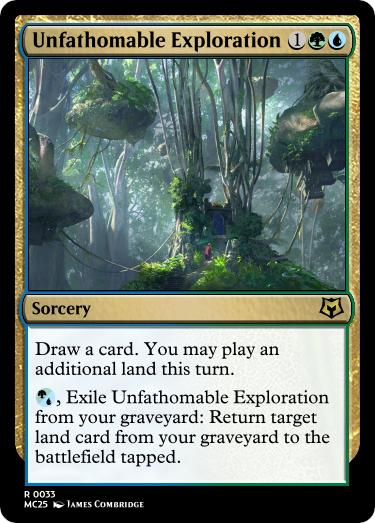 Unfathomable Exploration 1
Sorcery
Draw a card. You may play an
additional land this turn.
, Exile Unfathomable Exploration
from your graveyard: Return target
land card from your graveyard to the
battlefield tapped.
R 0033
MC25 James Combridge